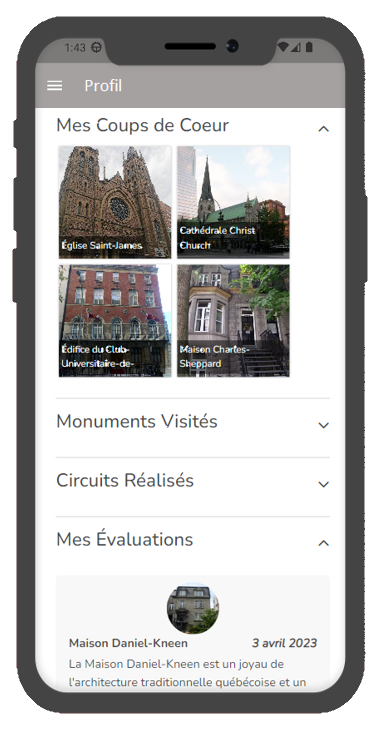 1:43
Profil
Mes Coups de Coeur
Église Saint-James
Cathédrale Christ
Church
Édifice du Club-
Universitaire-de-
Maison Charles-
Sheppard
Monuments Visités
Circuits Réalisés
Mes Évaluations
Maison Daniel-Kneen 3 avril 2023
La Maison Daniel-Kneen est un joyau de
l'architecture traditionnelle québécoise et un